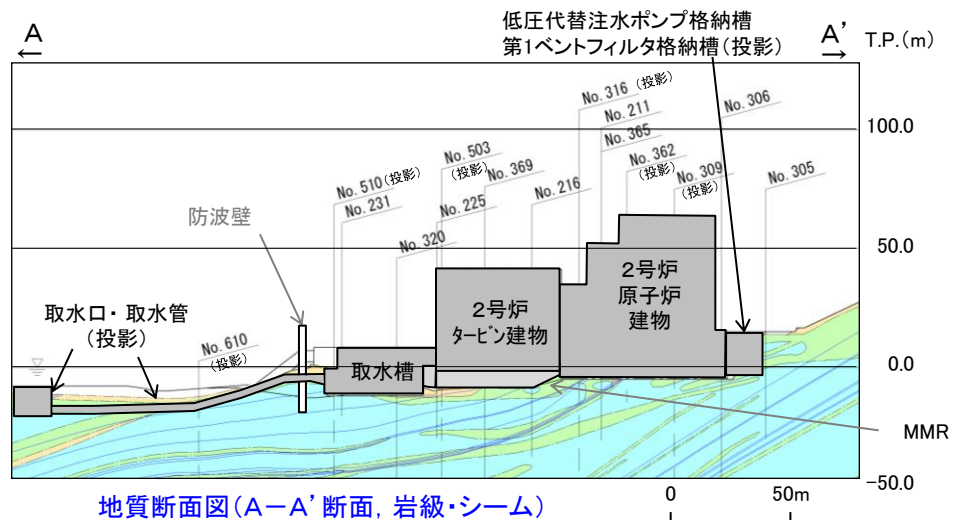 低圧代替注水ポンプ格納槽
第1ベントフィルタ格納槽(投影)
A
A’
T.P.(m)
No. 316 (投影)
No. 211
No. 306
No. 365
100.0
No. 503
(投影)
No. 362
(投影)
No. 369
No. 309
(投影)
No. 305
No. 510(投影)
No. 231
No. 225
No. 216
防波壁
No. 320
50.0
2号炉
原子炉
建物
2号炉
タービン建物
取水口・取水管
(投影)
No. 610
(投影)
取水槽
0.0
MMR
-50.0
地質断面図(A-A’断面,岩級・シーム)
0
50m